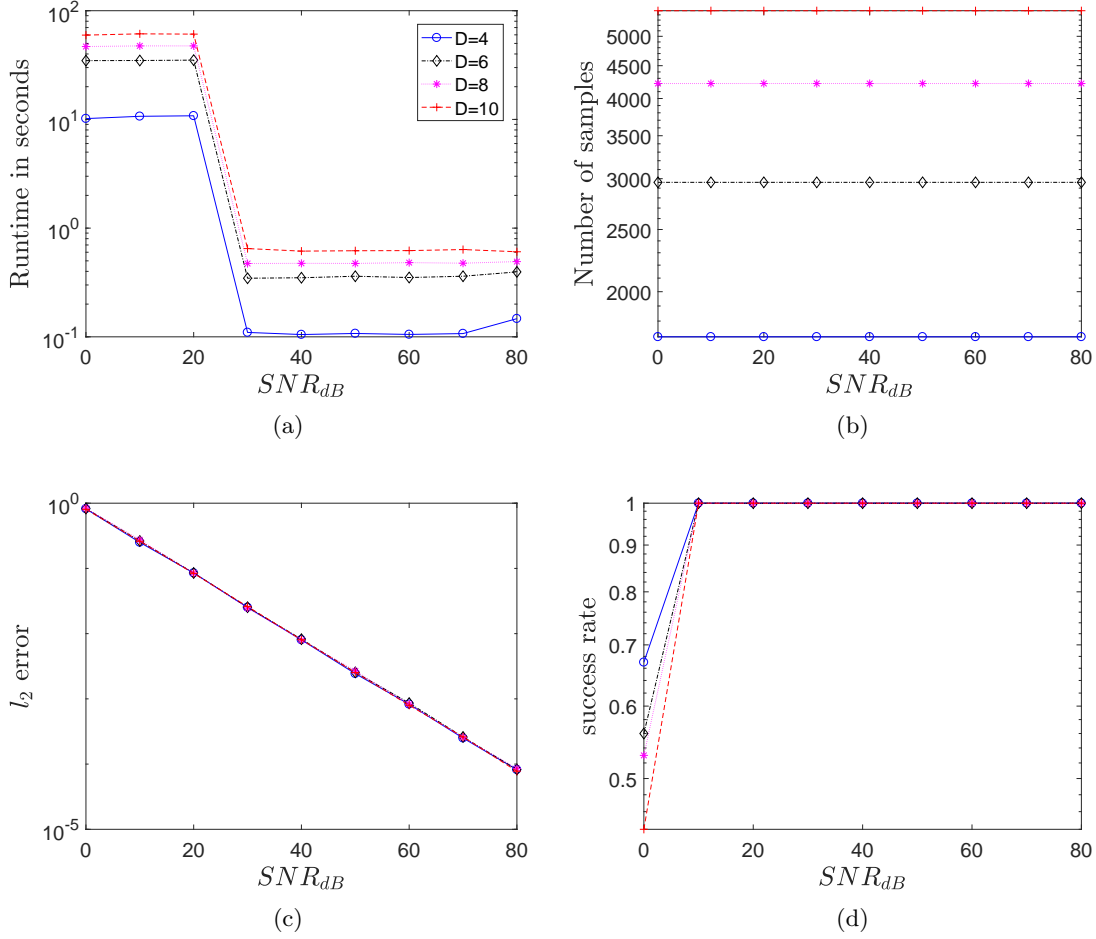 10^2
10^1
10^0
10^-1
Runtime in seconds
D=4
D=6
D=8
D=10
0
20
40
60
80
SNR_dB
(a)
5000
4500
4000
3500
3000
2500
2000
Number of samples
0
20
40
60
80
SNR_dB
(b)
10^0
10^-5
l_2 error
0
20
40
60
80
SNR_dB
(c)
1
0.9
0.8
0.7
0.6
0.5
success rate
0
20
40
60
80
SNR_dB
(d)